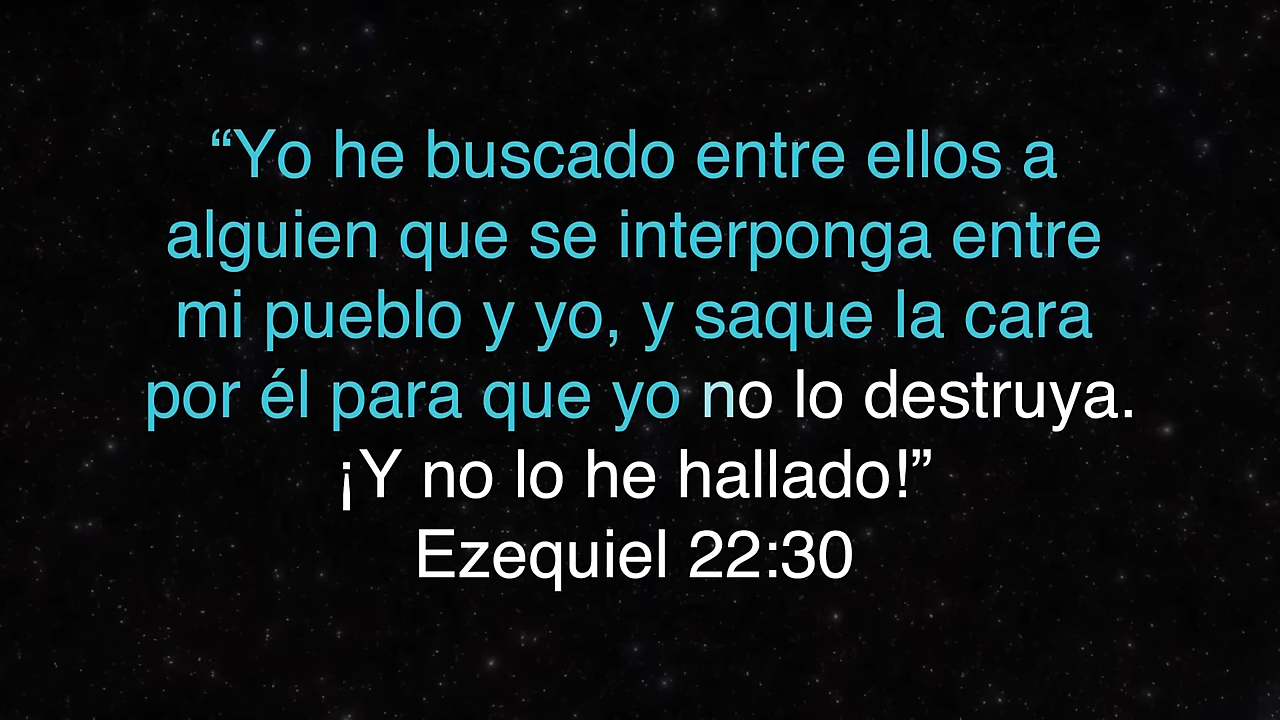 “Yo he buscado entre ellos a
alguien que se interponga entre
mi pueblo y yo, y saque la cara
por él para que yo no lo destruya.
¡Y no lo he hallado!”
Ezequiel 22:30